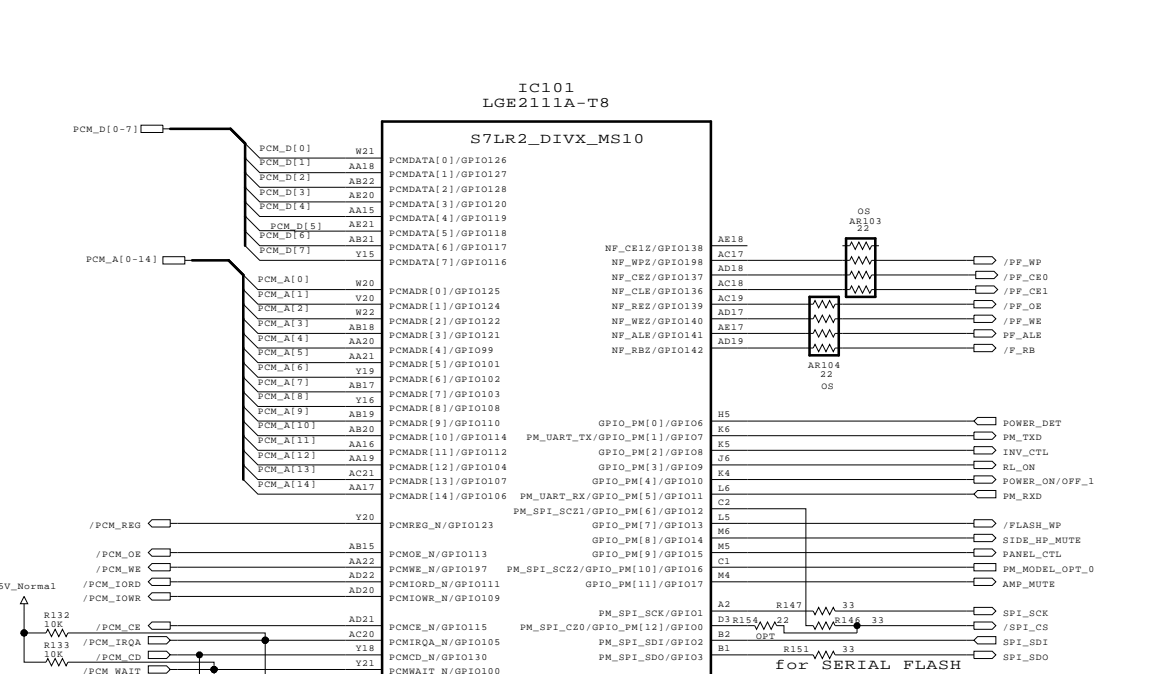 IC101
LGE2111A-T8
S7LR2_DIVX_MS10
PCM_D[0-7]
PCM_D[0] W21 PCMDATA[0]/GPIO126
PCM_D[1] AA18 PCMDATA[1]/GPIO127
PCM_D[2] AB22 PCMDATA[2]/GPIO128
PCM_D[3] AE20 PCMDATA[3]/GPIO120
PCM_D[4] AA15 PCMDATA[4]/GPIO119
PCM_D[5] AE21 PCMDATA[5]/GPIO118
PCM_D[6] AB21 PCMDATA[6]/GPIO117
PCM_D[7] Y15 PCMDATA[7]/GPIO116
PCM_A[0-14]
PCM_A[0] W20 PCMADR[0]/GPIO125
PCM_A[1] V20 PCMADR[1]/GPIO124
PCM_A[2] W22 PCMADR[2]/GPIO122
PCM_A[3] AB18 PCMADR[3]/GPIO121
PCM_A[4] AA20 PCMADR[4]/GPIO99
PCM_A[5] AA21 PCMADR[5]/GPIO101
PCM_A[6] Y19 PCMADR[6]/GPIO102
PCM_A[7] AB17 PCMADR[7]/GPIO103
PCM_A[8] Y16 PCMADR[8]/GPIO108
PCM_A[9] AB19 PCMADR[9]/GPIO110
PCM_A[10] AB20 PCMADR[10]/GPIO114
PCM_A[11] AA16 PCMADR[11]/GPIO112
PCM_A[12] AA19 PCMADR[12]/GPIO104
PCM_A[13] AC21 PCMADR[13]/GPIO107
PCM_A[14] AA17 PCMADR[14]/GPIO106
/PCM_REG Y20 PCMREG_N/GPIO123
/PCM_OE AB15 PCMOE_N/GPIO113
/PCM_WE AA22 PCMWE_N/GPIO197
/PCM_IORD AD22 PCMIORD_N/GPIO111
/PCM_IOWR AD20 PCMIOWR_N/GPIO109
5V_Normal
R132
10K
/PCM_CE AD21 PCMCE_N/GPIO115
/PCM_IRQA AC20 PCMIRQA_N/GPIO105
R133
10K
/PCM_CD Y18 PCMCD_N/GPIO130
/PCM_WAIT Y21 PCMWAIT_N/GPIO100
OS
AR103
22
NF_CE1Z/GPIO138 AE18
NF_WPZ/GPIO198 AC17 /PF_WP
NF_CEZ/GPIO137 AD18 /PF_CE0
NF_CLE/GPIO136 AC18 /PF_CE1
NF_REZ/GPIO139 AC19 /PF_OE
NF_WEZ/GPIO140 AD17 /PF_WE
NF_ALE/GPIO141 AE17 PF_ALE
NF_RBZ/GPIO142 AD19 /F_RB
AR104
22
OS
GPIO_PM[0]/GPIO6 H5 POWER_DET
PM_UART_TX/GPIO_PM[1]/GPIO7 K6 PM_TXD
GPIO_PM[2]/GPIO8 K5 INV_CTL
GPIO_PM[3]/GPIO9 J6 RL_ON
GPIO_PM[4]/GPIO10 K4 POWER_ON/OFF_1
PM_UART_RX/GPIO_PM[5]/GPIO11 L6 PM_RXD
PM_SPI_SCZ1/GPIO_PM[6]/GPIO12 C2
GPIO_PM[7]/GPIO13 L5 /FLASH_WP
GPIO_PM[8]/GPIO14 M6 SIDE_HP_MUTE
GPIO_PM[9]/GPIO15 M5 PANEL_CTL
PM_SPI_SCZ2/GPIO_PM[10]/GPIO16 C1 PM_MODEL_OPT_0
GPIO_PM[11]/GPIO17 M4 AMP_MUTE
PM_SPI_SCK/GPIO1 A2 R147 33 SPI_SCK
PM_SPI_CZ0/GPIO_PM[12]/GPIO0 D3 R154 22 R146 33 /SPI_CS
OPT
PM_SPI_SDI/GPIO2 B2 SPI_SDI
PM_SPI_SDO/GPIO3 B1 R151 33 SPI_SDO
for SERIAL FLASH